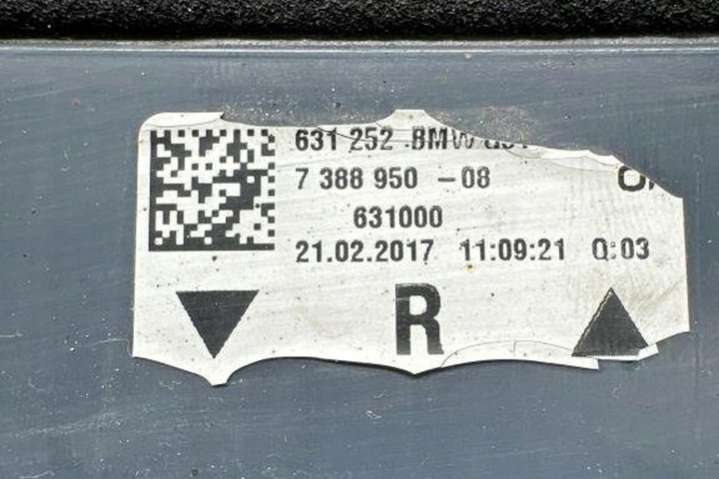 631 252 BMW
7 388 950 -08
631000
21.02.2017 11:09:21 Q:03
R